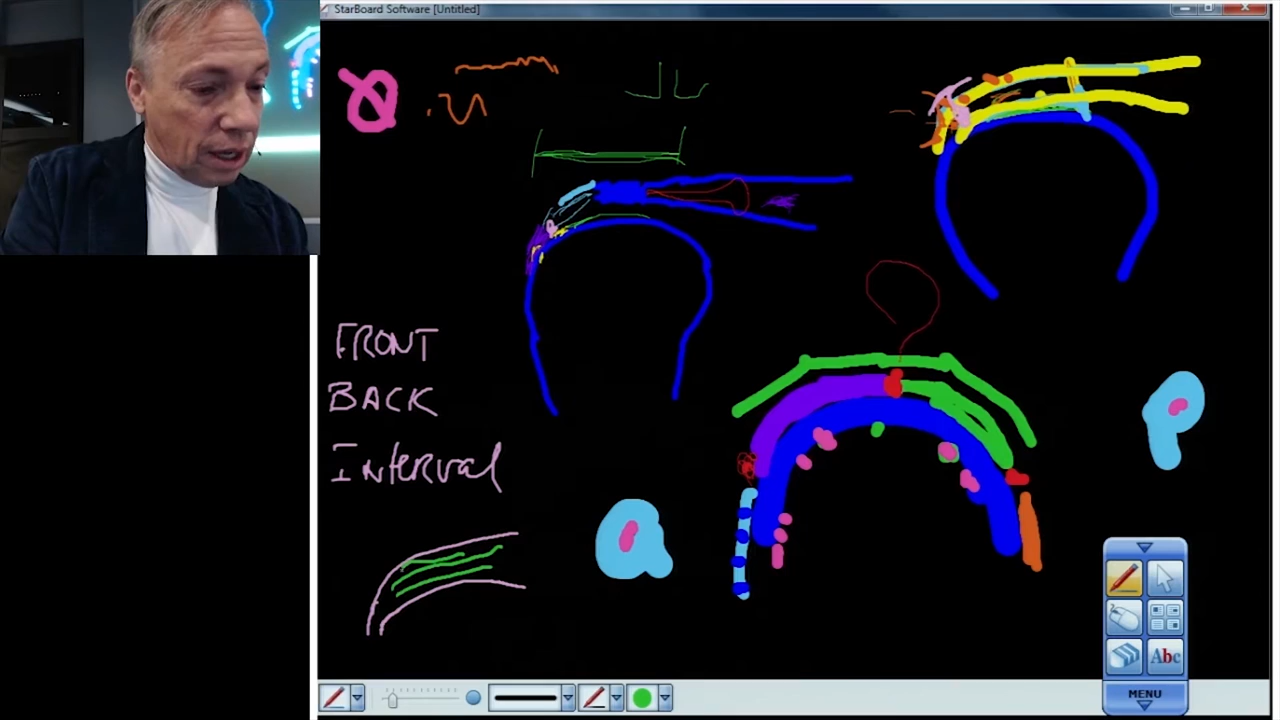 StarBoard Software [Untitled]
FRONT
BACK
Interval
Abc
MENU